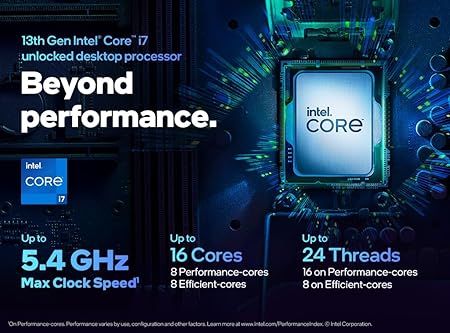 13th Gen Intel® Core™ i7
unlocked desktop processor
Beyond
performance.
intel.
CORE
i7
intel.
CORE
Up to
5.4 GHz
Max Clock Speed¹
Up to
16 Cores
8 Performance-cores
8 Efficient-cores
Up to
24 Threads
16 on Performance-cores
8 on Efficient-cores
¹On Performance-cores. Performance varies by use, configuration and other factors. Learn more at www.intel.com/PerformanceIndex. © Intel Corporation.